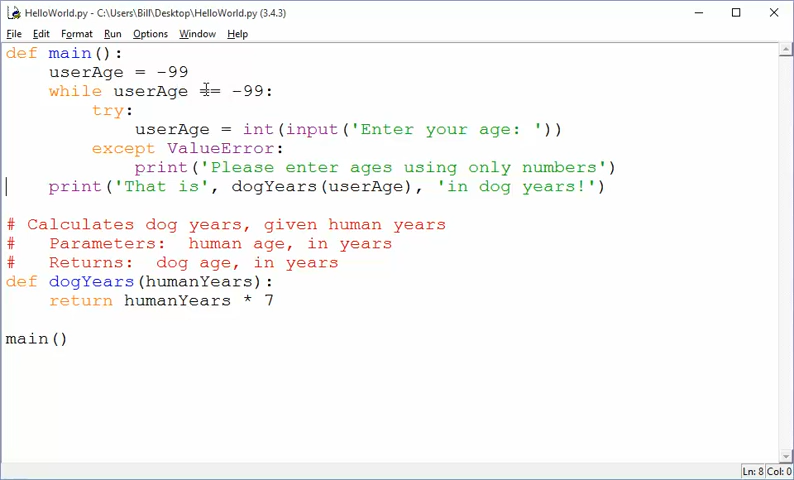 HelloWorld.py - C:\Users\Bill\Desktop\HelloWorld.py (3.4.3)
File Edit Format Run Options Window Help
def main():
    userAge = -99
    while userAge == -99:
        try:
            userAge = int(input('Enter your age: '))
        except ValueError:
            print('Please enter ages using only numbers')
    print('That is', dogYears(userAge), 'in dog years!')
# Calculates dog years, given human years
#   Parameters:  human age, in years
#   Returns:  dog age, in years
def dogYears(humanYears):
    return humanYears * 7
main()
Ln: 8 Col: 0